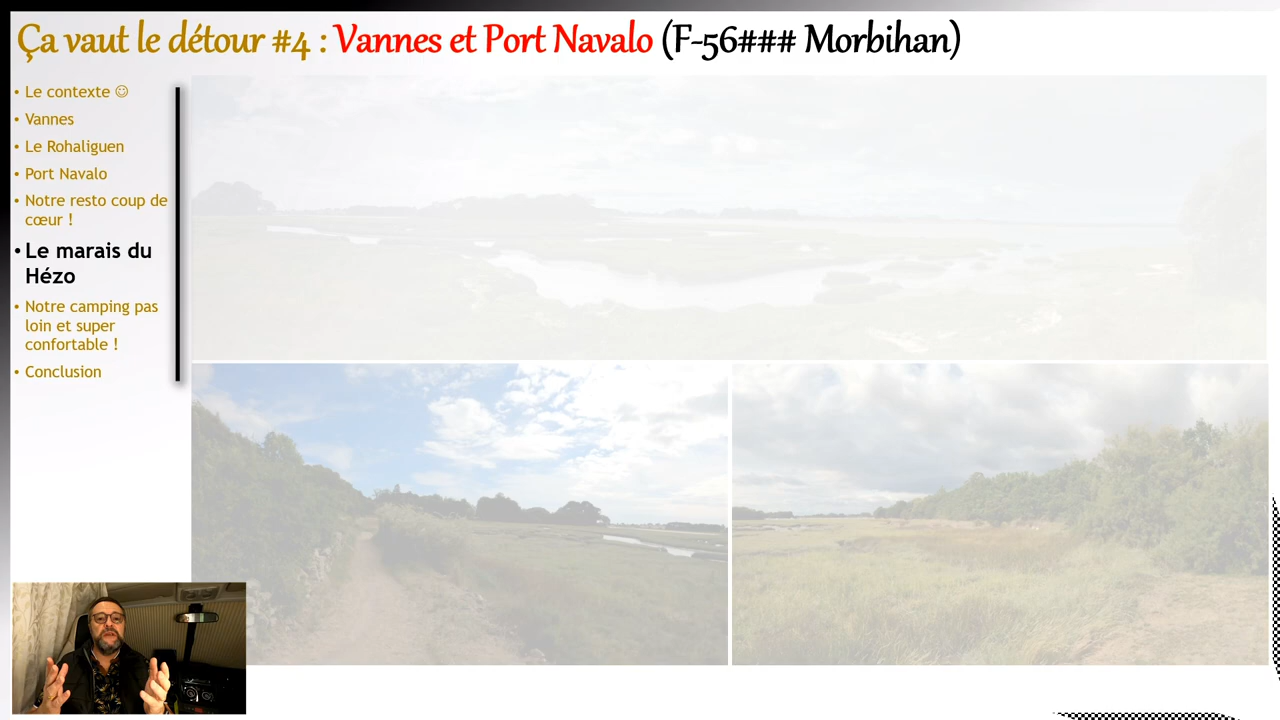 Ça vaut le détour #4 : Vannes et Port Navalo (F-56### Morbihan)
• Le contexte ☺
• Vannes
• Le Rohaliguen
• Port Navalo
• Notre resto coup de
cœur !
• Le marais du
Hézo
• Notre camping pas
loin et super
confortable !
• Conclusion